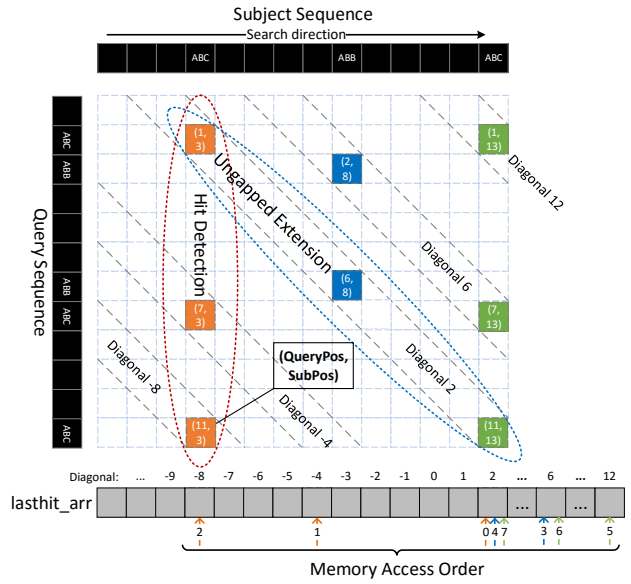 Subject Sequence
Search direction
ABC
ABB
ABC
Query Sequence
ABC
ABB
ABB
ABC
ABC
(1,
3)
(1,
13)
(2,
8)
(6,
8)
(7,
3)
(7,
13)
(11,
3)
(11,
13)
Hit Detection
Ungapped Extension
Diagonal 12
Diagonal 6
Diagonal 2
Diagonal -4
Diagonal -8
(QueryPos,
SubPos)
Diagonal: ... -9 -8 -7 -6 -5 -4 -3 -2 -1 0 1 2 ... 6 ... 12
lasthit_arr ... ...
2 1 0 4 7 3 6 5
Memory Access Order